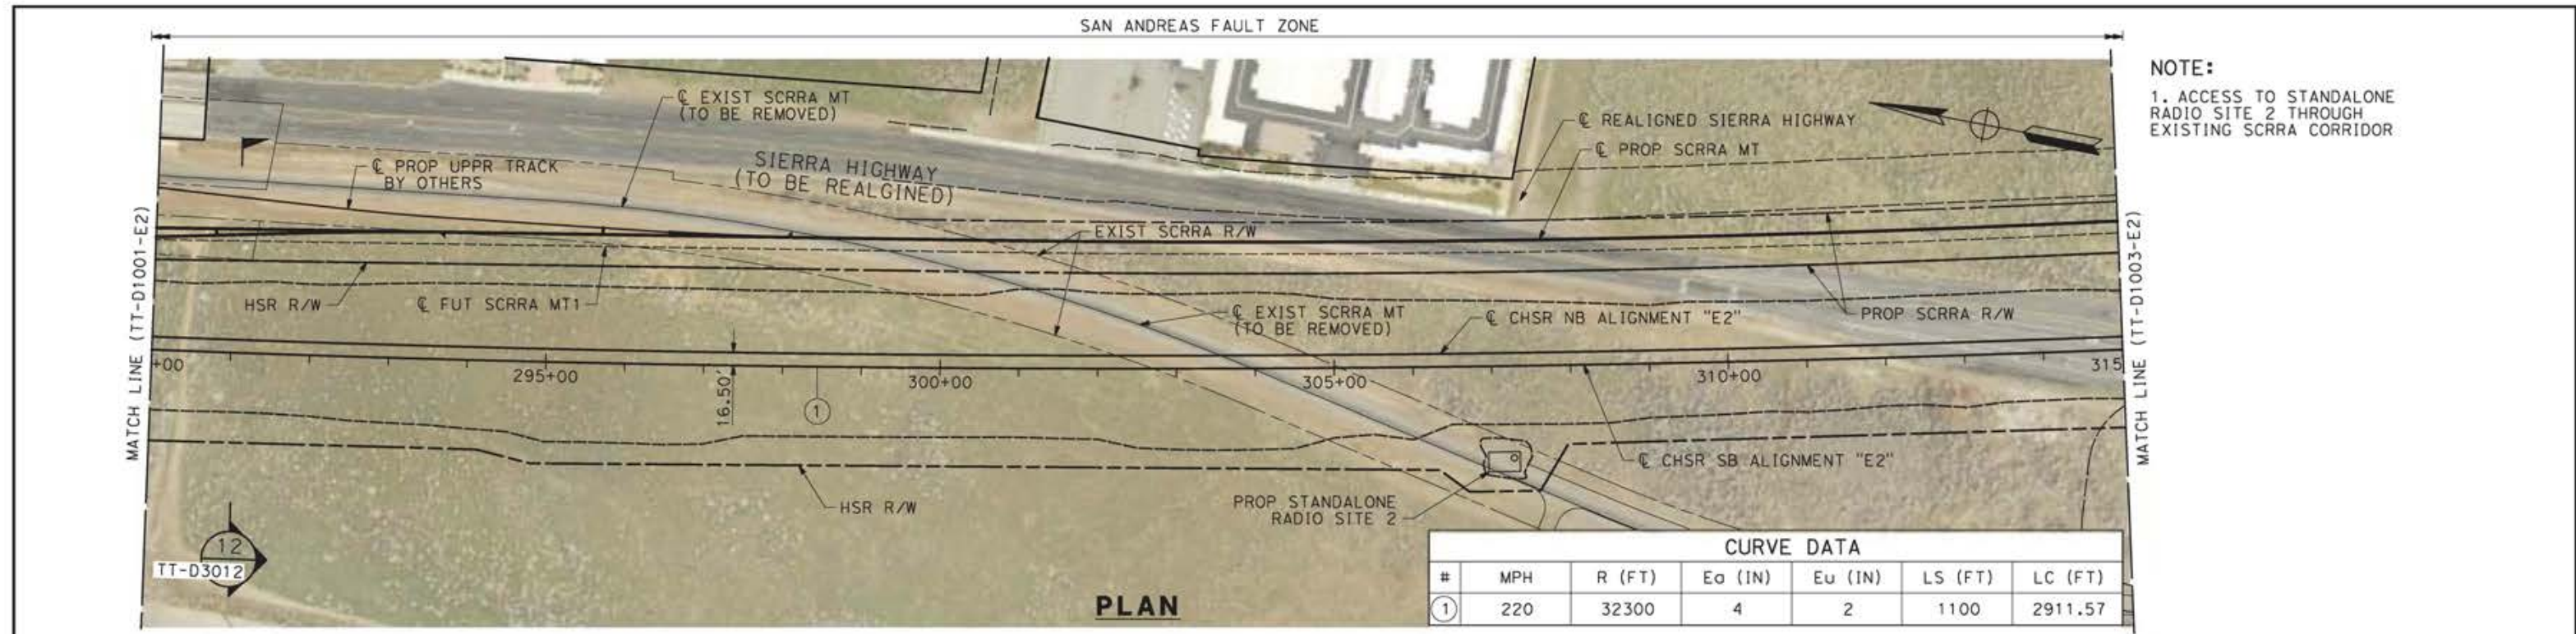 SAN ANDREAS FAULT ZONE
NOTE:
1. ACCESS TO STANDALONE
RADIO SITE 2 THROUGH
EXISTING SCRRA CORRIDOR
℄ EXIST SCRRA MT
(TO BE REMOVED)
℄ REALIGNED SIERRA HIGHWAY
℄ PROP SCRRA MT
℄ PROP UPPR TRACK
BY OTHERS
SIERRA HIGHWAY
(TO BE REALGINED)
EXIST SCRRA R/W
HSR R/W
℄ FUT SCRRA MT1
℄ EXIST SCRRA MT
(TO BE REMOVED)
℄ CHSR NB ALIGNMENT "E2"
PROP SCRRA R/W
MATCH LINE (TT-D1001-E2)
MATCH LINE (TT-D1003-E2)
+00
295+00
300+00
305+00
310+00
315
16.50'
1
℄ CHSR SB ALIGNMENT "E2"
HSR R/W
PROP STANDALONE
RADIO SITE 2
12
TT-D3012
PLAN
CURVE DATA
# MPH R (FT) Ea (IN) Eu (IN) LS (FT) LC (FT)
1 220 32300 4 2 1100 2911.57